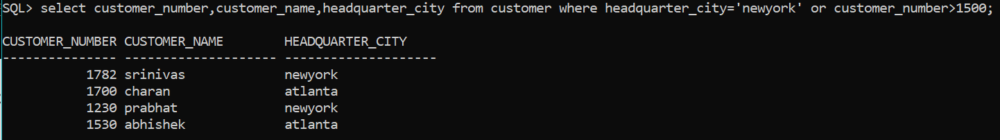 SQL> select customer_number,customer_name,headquarter_city from customer where headquarter_city='newyork' or customer_number>1500;
CUSTOMER_NUMBER CUSTOMER_NAME        HEADQUARTER_CITY
--------------- -------------------- --------------------
           1782 srinivas             newyork
           1700 charan               atlanta
           1230 prabhat              newyork
           1530 abhishek             atlanta